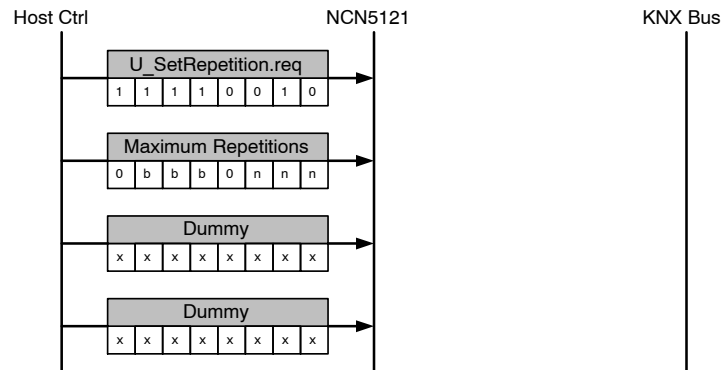 Host Ctrl NCN5121 KNX Bus
U_SetRepetition.req
1 1 1 1 0 0 1 0
Maximum Repetitions
0 b b b 0 n n n
Dummy
x x x x x x x x
Dummy
x x x x x x x x